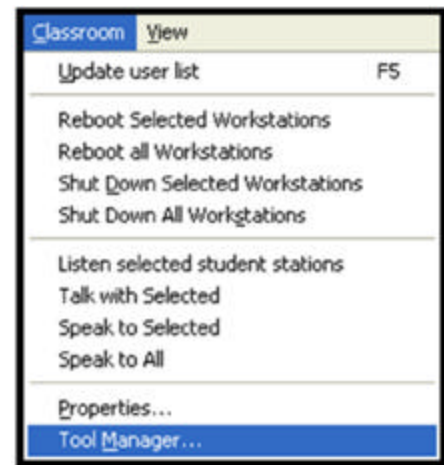 Classroom View
Update user list F5
Reboot Selected Workstations
Reboot all Workstations
Shut Down Selected Workstations
Shut Down All Workstations
Listen selected student stations
Talk with Selected
Speak to Selected
Speak to All
Properties...
Tool Manager...